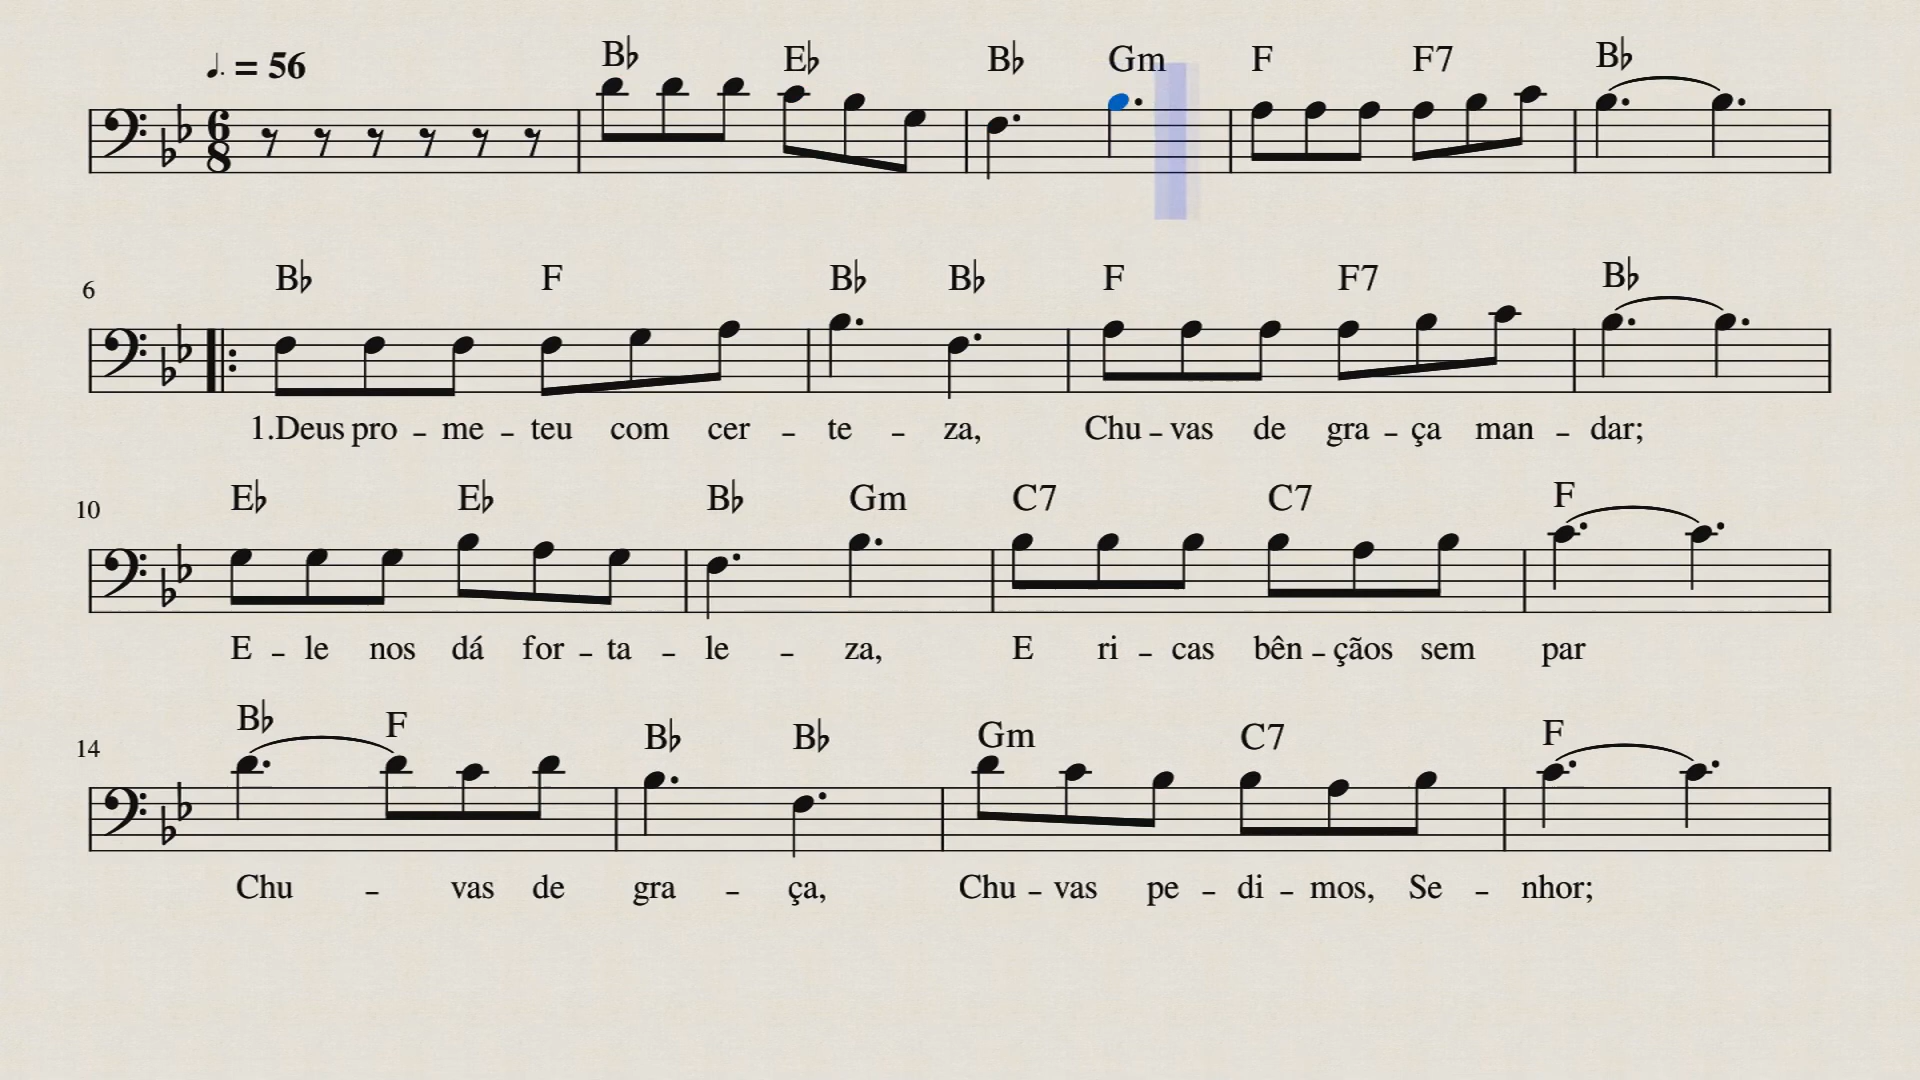 ♩. = 56
B♭ E♭ B♭ Gm F F7 B♭
6
8
6
B♭ F B♭ B♭ F F7 B♭
1.Deus pro - me - teu com cer - te - za, Chu - vas de gra - ça man - dar;
10
E♭ E♭ B♭ Gm C7 C7 F
E - le nos dá for - ta - le - za, E ri - cas bên - çãos sem par
14
B♭ F B♭ B♭ Gm C7 F
Chu - vas de gra - ça, Chu - vas pe - di - mos, Se - nhor;